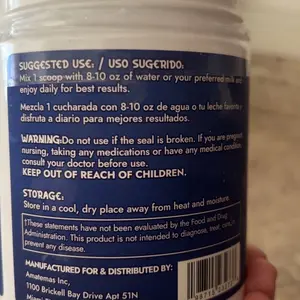 SUGGESTED USE: / USO SUGERIDO:
Mix 1 scoop with 8-10 oz of water or your preferred milk and
enjoy daily for best results.
Mezcla 1 cucharada con 8-10 oz de agua o tu leche favorita y
disfruta a diario para mejores resultados.
WARNING: Do not use if the seal is broken. If you are pregnant,
nursing, taking any medications or have any medical condition,
consult your doctor before use.
KEEP OUT OF REACH OF CHILDREN.
STORAGE:
Store in a cool, dry place away from heat and moisture.
†These statements have not been evaluated by the Food and Drug
Administration. This product is not intended to diagnose, treat, cure,
prevent any disease.
MANUFACTURED FOR & DISTRIBUTED BY:
Amatemas Inc,
1100 Brickell Bay Drive Apt 51N